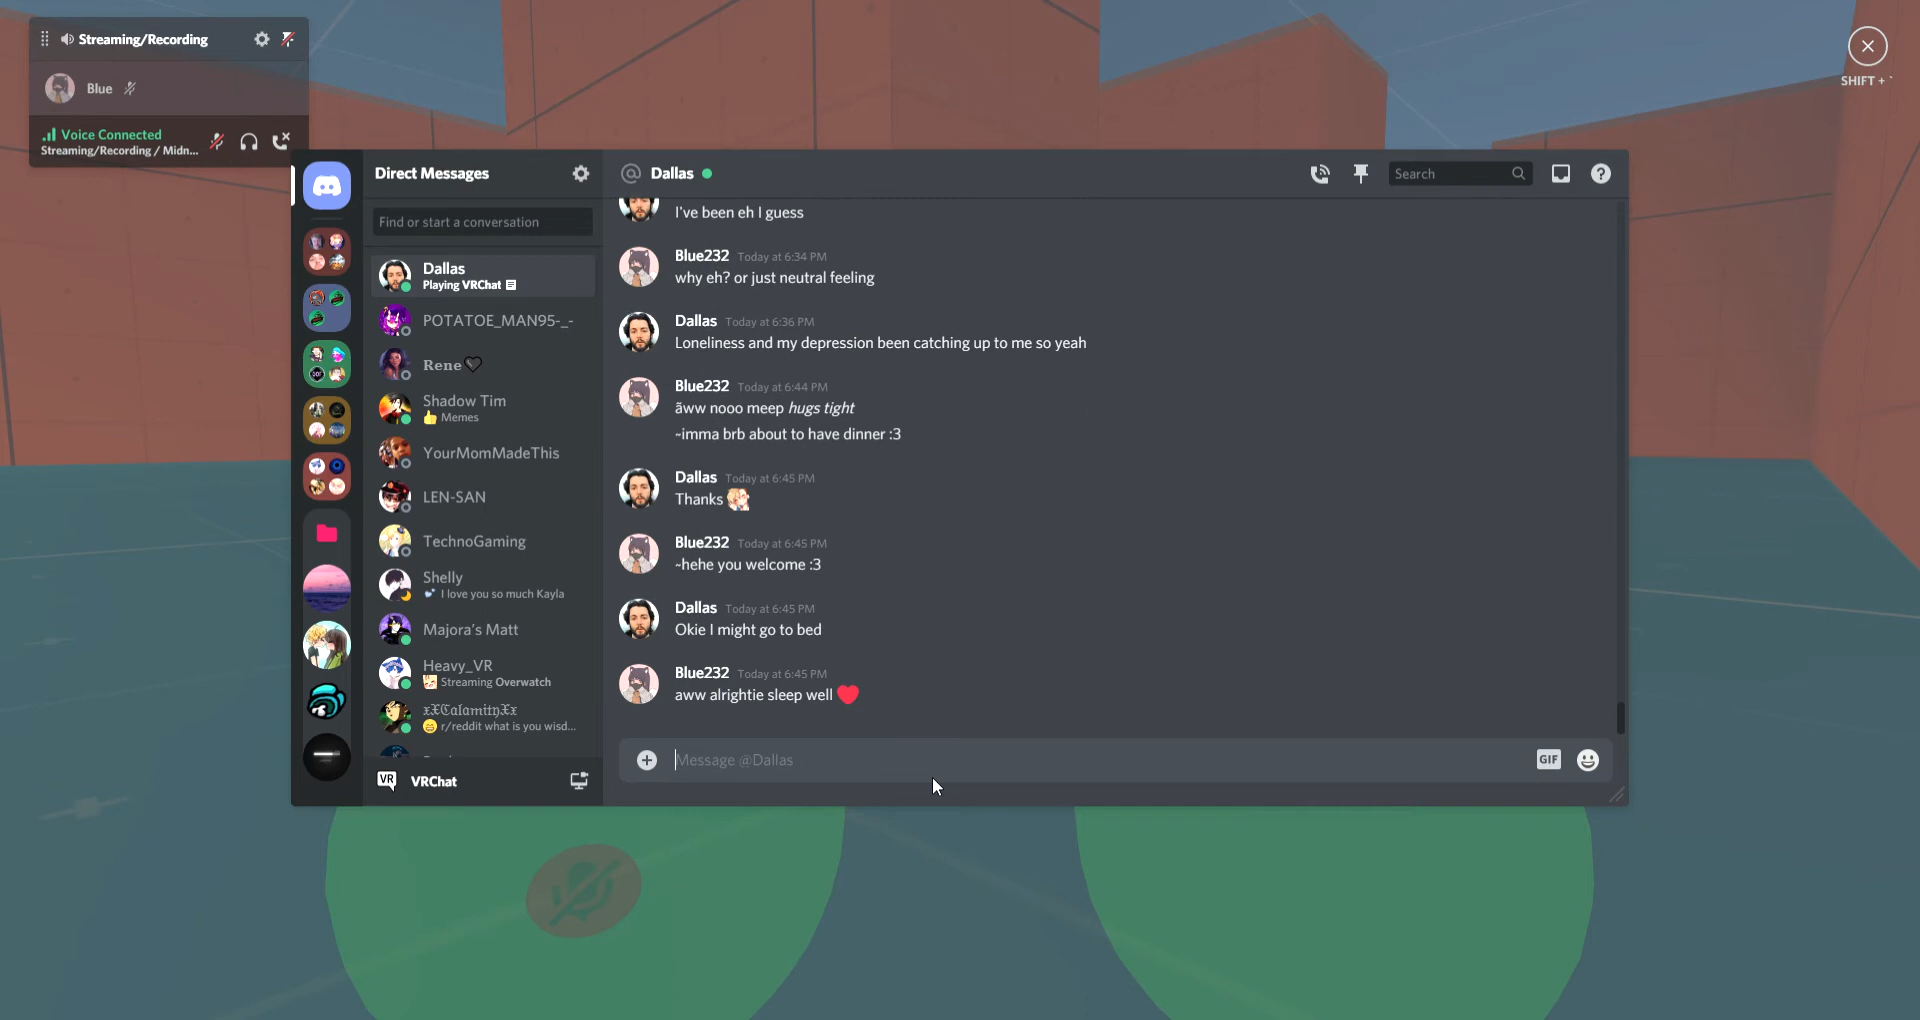 Streaming/Recording
Blue
Voice Connected
Streaming/Recording / Midn...
SHIFT + `
Direct Messages
Find or start a conversation
Dallas
Playing VRChat
POTATOE_MAN95-_-
Rene🖤
Shadow Tim
👍 Memes
YourMomMadeThis
LEN-SAN
TechnoGaming
Shelly
I love you so much Kayla
Majora's Matt
Heavy_VR
Streaming Overwatch
𝔵𝔛ℭ𝔞𝔩𝔞𝔪𝔦𝔱𝔶𝔛𝔵
😁 r/reddit what is you wisd...
VR
VRChat
@ Dallas
Search
I've been eh I guess
Blue232 Today at 6:34 PM
why eh? or just neutral feeling
Dallas Today at 6:36 PM
Loneliness and my depression been catching up to me so yeah
Blue232 Today at 6:44 PM
ãww nooo meep hugs tight
~imma brb about to have dinner :3
Dallas Today at 6:45 PM
Thanks
Blue232 Today at 6:45 PM
~hehe you welcome :3
Dallas Today at 6:45 PM
Okie I might go to bed
Blue232 Today at 6:45 PM
aww alrightie sleep well ❤️
Message @Dallas
GIF